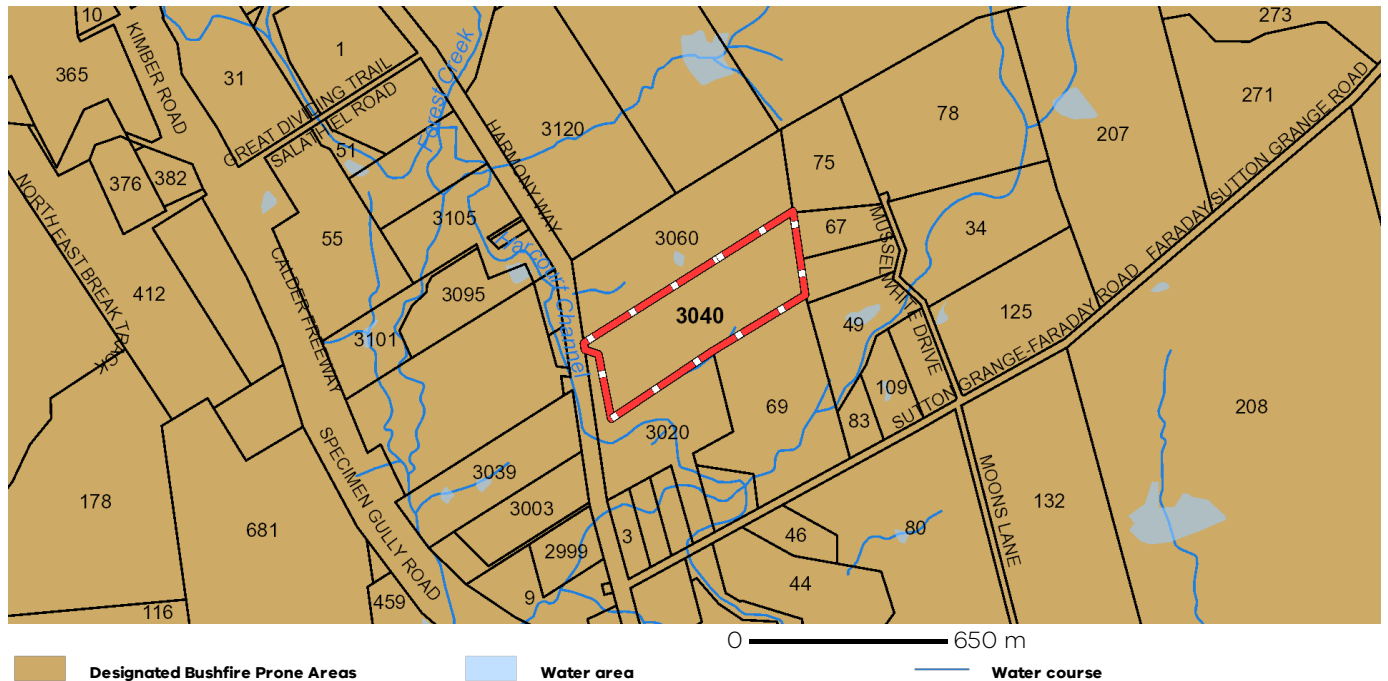 10
273
365
KIMBER ROAD
31
1
GREAT DIVIDING TRAIL
SALATHIEL ROAD
Forest Creek
51
HARMONY WAY
3120
78
207
271
376
382
75
NORTH EAST BREAK TRACK
3105
55
CALDER FREEWAY
Harcourt Channel
3060
67
MUSSELWHITE DRIVE
34
FARADAY-SUTTON GRANGE ROAD
412
3095
3101
3040
49
125
SUTTON GRANGE-FARADAY ROAD
109
69
83
208
3020
178
681
SPECIMEN GULLY ROAD
3039
3003
2999
3
46
80
MOONS LANE
132
44
116
459
9
0 650 m
Designated Bushfire Prone Areas
Water area
Water course